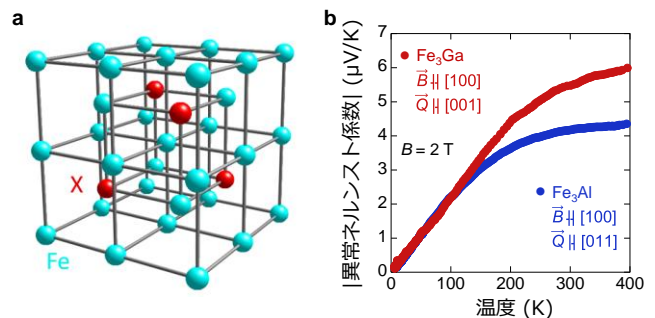 a
X
Fe
b
|異常ネルンスト係数| (μV/K)
7
6
5
4
3
2
1
0
Fe₃Ga
B⃗ || [100]
Q⃗ || [001]
B = 2 T
Fe₃Al
B⃗ || [100]
Q⃗ || [011]
0 100 200 300 400
温度 (K)